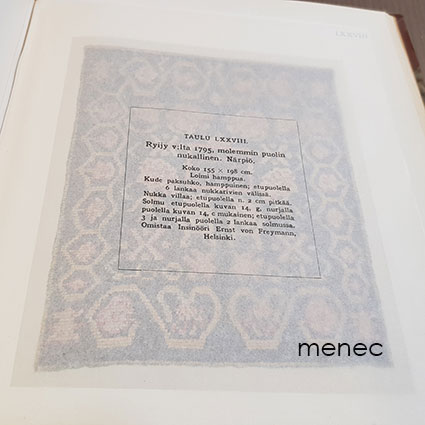 LXXVIII
TAULU LXXVIII.
Ryijy v:lta 1795, molemmin puolin
nukallinen. Närpiö.
Koko 155 × 198 cm.
Loimi hamppua.
Kude paksuhko, hamppuinen; etupuolella
6 lankaa nukkativien välissä.
Nukka villaa; etupuolella n. 2 cm pitkää.
Solmu etupuolella kuvan 14, g, nurjalla
puolella kuvan 14, c mukainen; etupuolella
3 ja nurjalla puolella 2 lankaa solmussa.
Omistaa Insinööri Ernst von Freymann,
Helsinki.
menec